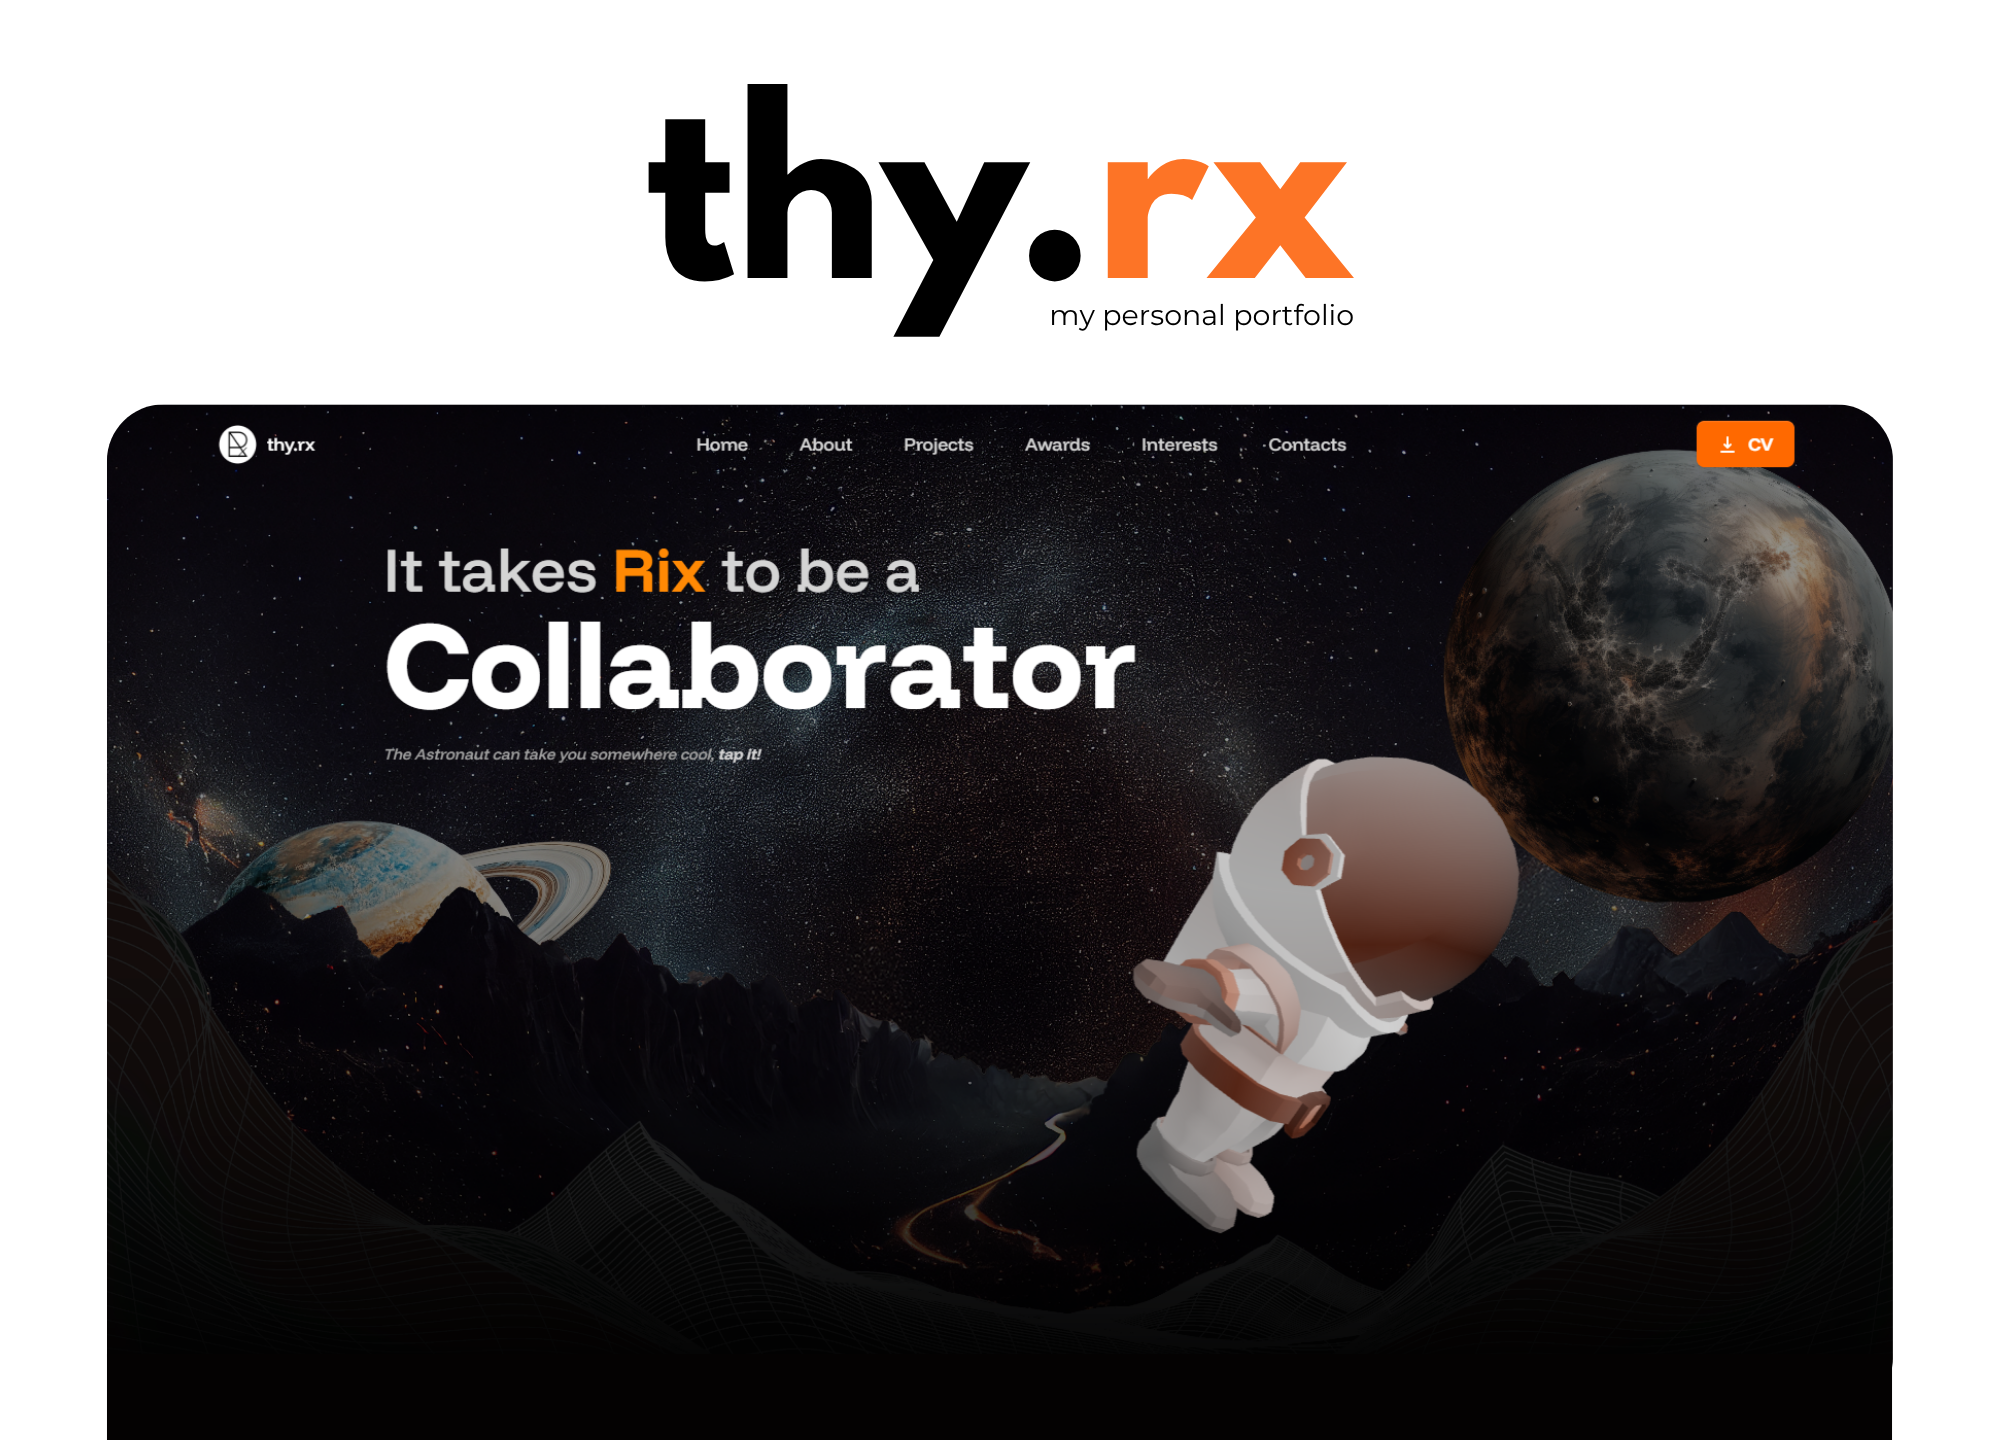 thy.rx
my personal portfolio
thy.rx
Home About Projects Awards Interests Contacts
CV
It takes Rix to be a
Collaborator
The Astronaut can take you somewhere cool, tap it!